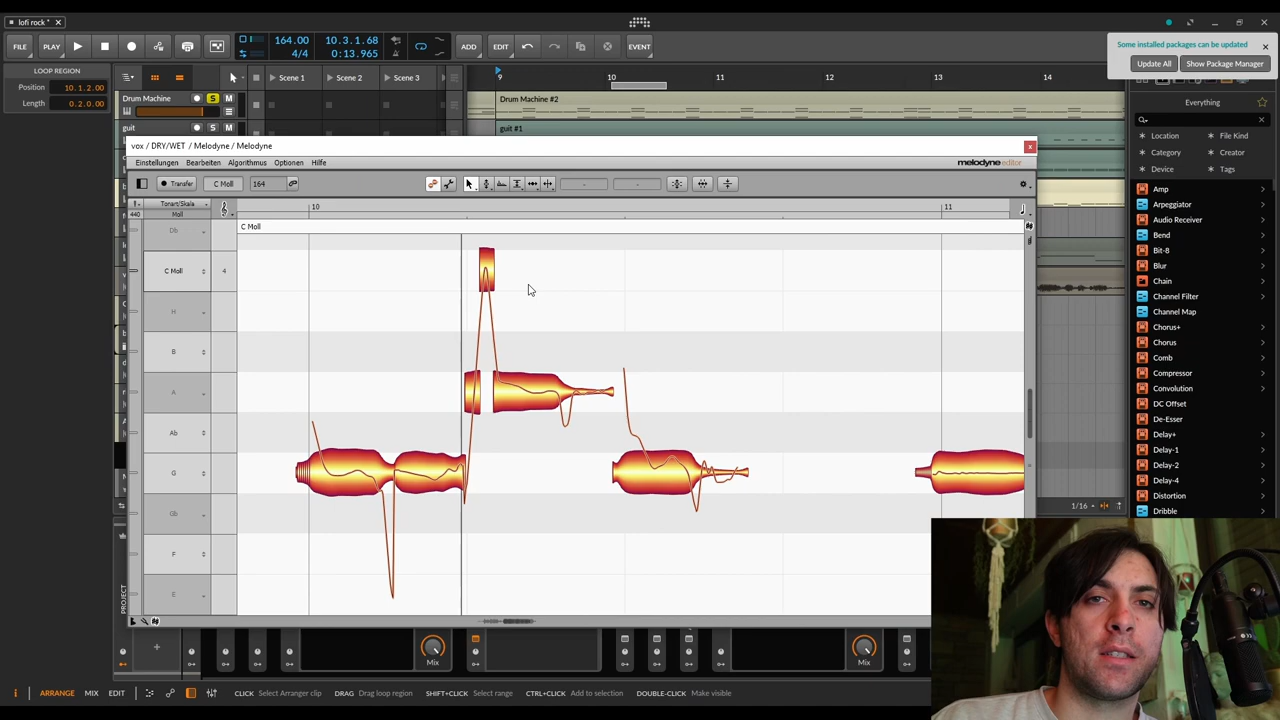 lofi rock *
FILE PLAY 164.00 4/4 10.3.1.68 0:13.965 ADD EDIT EVENT
Some installed packages can be updated
Update All Show Package Manager
LOOP REGION
Position 10.1.2.00
Length 0.2.0.00
Scene 1 Scene 2 Scene 3
9 10 11 12 13 14
Drum Machine S M Drum Machine #2
guit S M guit #1
Everything
Location File Kind
Category Creator
Device Tags
vox / DRY/WET / Melodyne / Melodyne
Einstellungen Bearbeiten Algorithmus Optionen Hilfe melodyne editor
Transfer C Moll 164
Tonart/Skala
440 Moll
10 11
C Moll
Db
C Moll 4
H
B
A
Ab
G
Gb
F
E
Amp
Arpeggiator
Audio Receiver
Bend
Bit-8
Blur
Chain
Channel Filter
Channel Map
Chorus+
Chorus
Comb
Compressor
Convolution
DC Offset
De-Esser
Delay+
Delay-1
Delay-2
Delay-4
Distortion
Dribble
1/16
PROJECT
Mix Mix
ARRANGE MIX EDIT CLICK Select Arranger clip DRAG Drag loop region SHIFT+CLICK Select range CTRL+CLICK Add to selection DOUBLE-CLICK Make visible